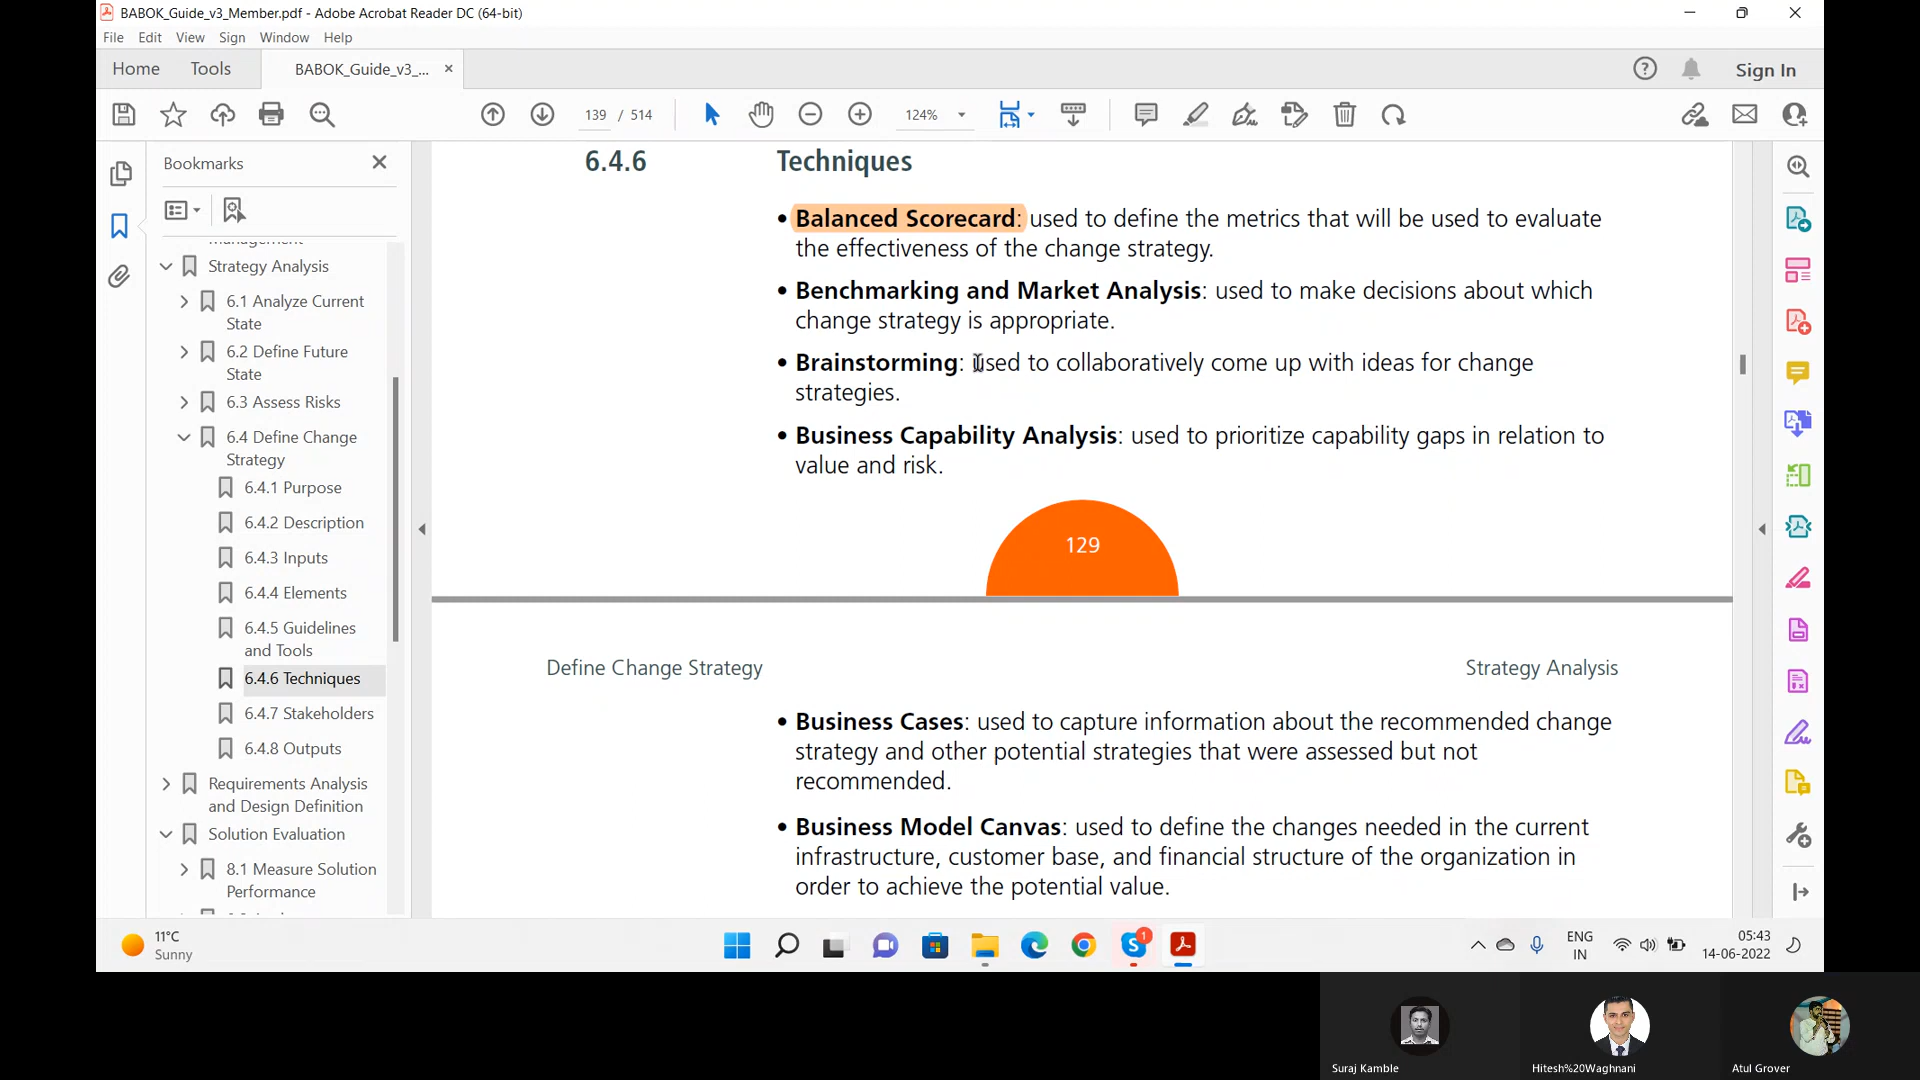 BABOK_Guide_v3_Member.pdf - Adobe Acrobat Reader DC (64-bit)
File Edit View Sign Window Help
Home Tools BABOK_Guide_v3_... × Sign In
139 / 514 124%
Bookmarks
Strategy Analysis
6.1 Analyze Current
State
6.2 Define Future
State
6.3 Assess Risks
6.4 Define Change
Strategy
6.4.1 Purpose
6.4.2 Description
6.4.3 Inputs
6.4.4 Elements
6.4.5 Guidelines
and Tools
6.4.6 Techniques
6.4.7 Stakeholders
6.4.8 Outputs
Requirements Analysis
and Design Definition
Solution Evaluation
8.1 Measure Solution
Performance
6.4.6 Techniques
• Balanced Scorecard: used to define the metrics that will be used to evaluate
the effectiveness of the change strategy.
• Benchmarking and Market Analysis: used to make decisions about which
change strategy is appropriate.
• Brainstorming: used to collaboratively come up with ideas for change
strategies.
• Business Capability Analysis: used to prioritize capability gaps in relation to
value and risk.
129
Define Change Strategy Strategy Analysis
• Business Cases: used to capture information about the recommended change
strategy and other potential strategies that were assessed but not
recommended.
• Business Model Canvas: used to define the changes needed in the current
infrastructure, customer base, and financial structure of the organization in
order to achieve the potential value.
11°C
Sunny
1
ENG
IN
05:43
14-06-2022
Suraj Kamble
Hitesh%20Waghnani
Atul Grover